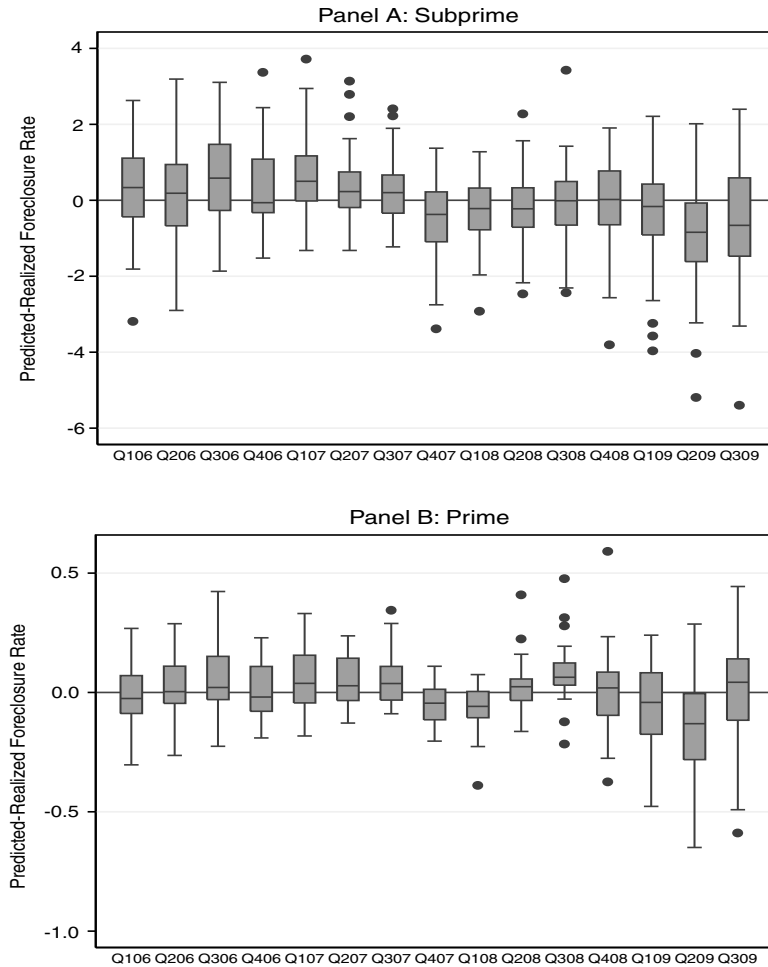 Panel A: Subprime
4
2
0
-2
-4
-6
Predicted-Realized Foreclosure Rate
Q106 Q206 Q306 Q406 Q107 Q207 Q307 Q407 Q108 Q208 Q308 Q408 Q109 Q209 Q309
Panel B: Prime
0.5
0.0
-0.5
-1.0
Predicted-Realized Foreclosure Rate
Q106 Q206 Q306 Q406 Q107 Q207 Q307 Q407 Q108 Q208 Q308 Q408 Q109 Q209 Q309